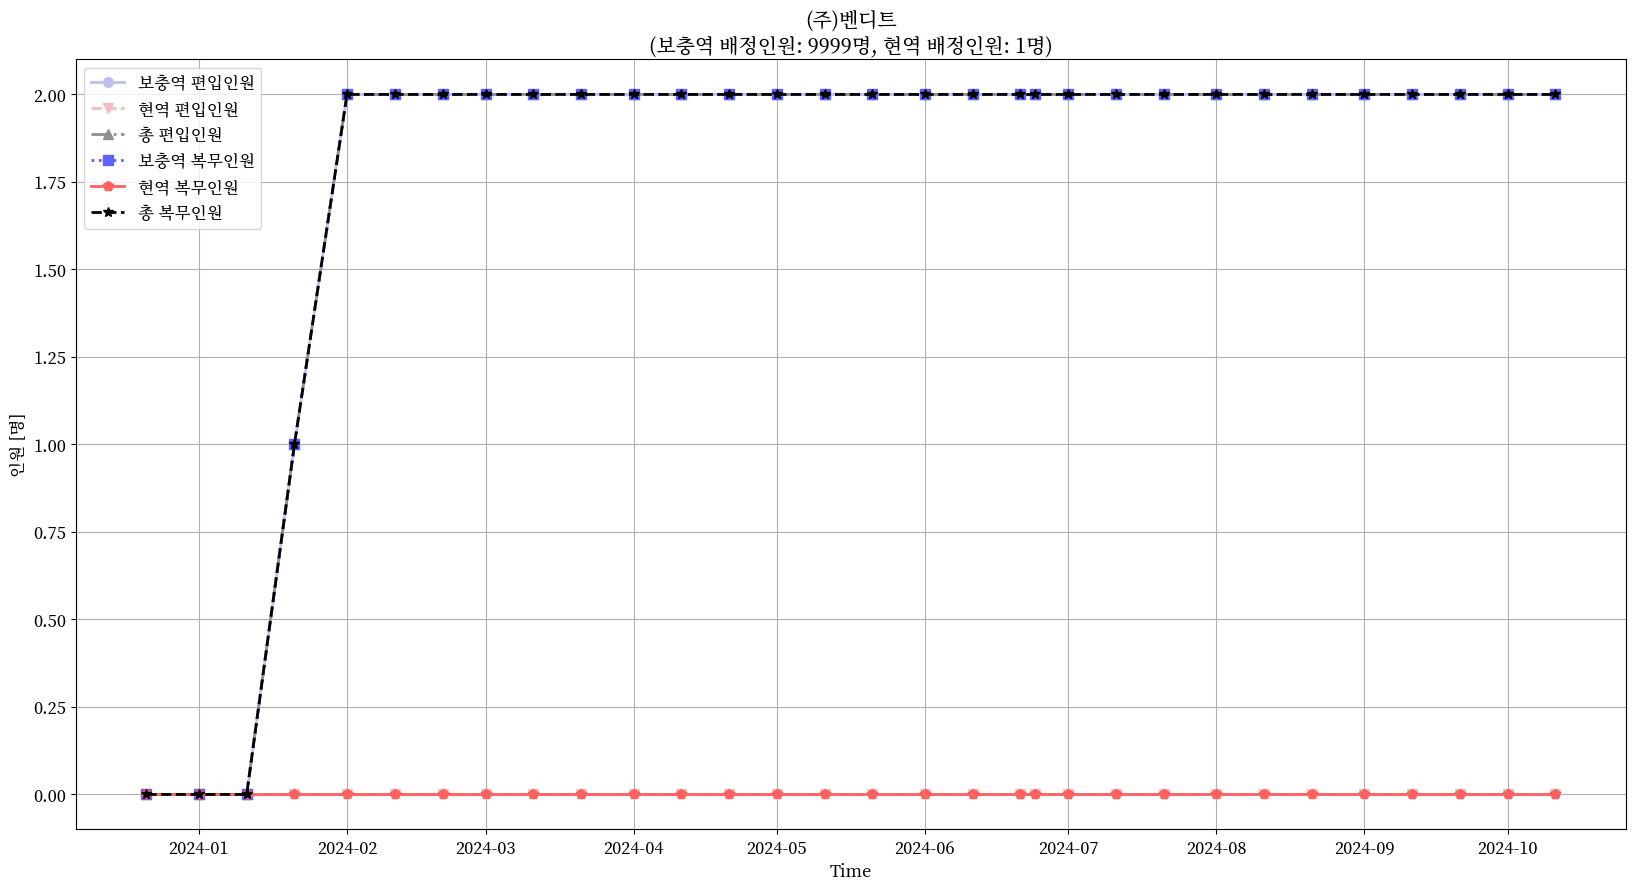 (주)벤디트
(보충역 배정인원: 9999명, 현역 배정인원: 1명)
보충역 편입인원
현역 편입인원
총 편입인원
보충역 복무인원
현역 복무인원
총 복무인원
2.00
1.75
1.50
1.25
1.00
0.75
0.50
0.25
0.00
인원 [명]
2024-01 2024-02 2024-03 2024-04 2024-05 2024-06 2024-07 2024-08 2024-09 2024-10
Time